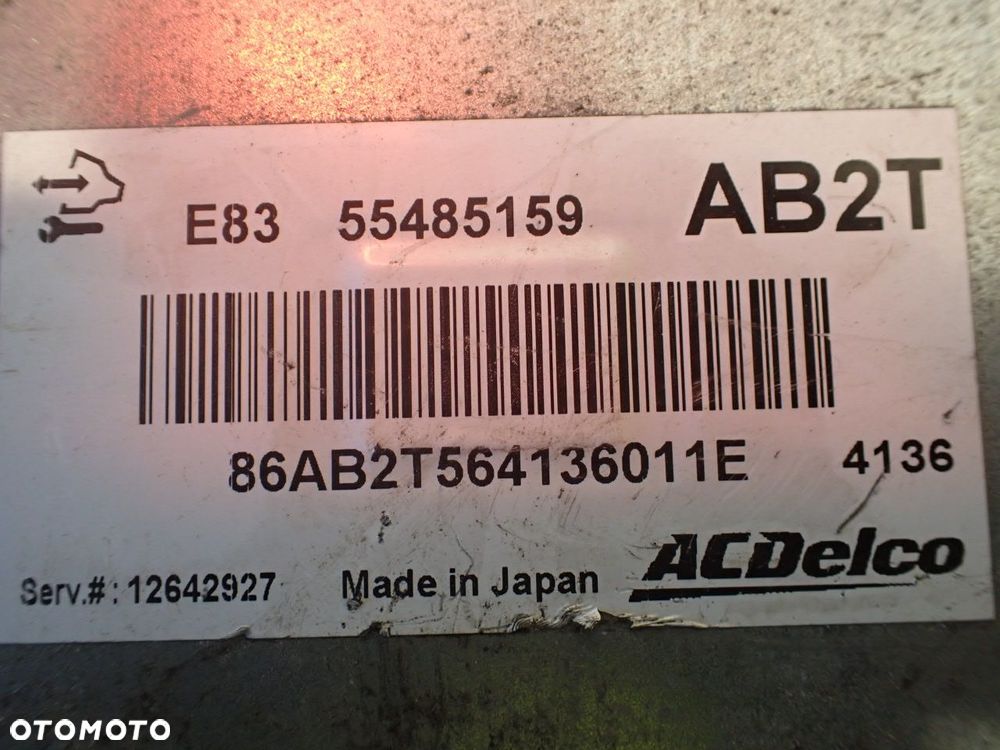 E83 55485159 AB2T
86AB2T564136011E 4136
Serv.#: 12642927 Made in Japan ACDelco
OTOMOTO